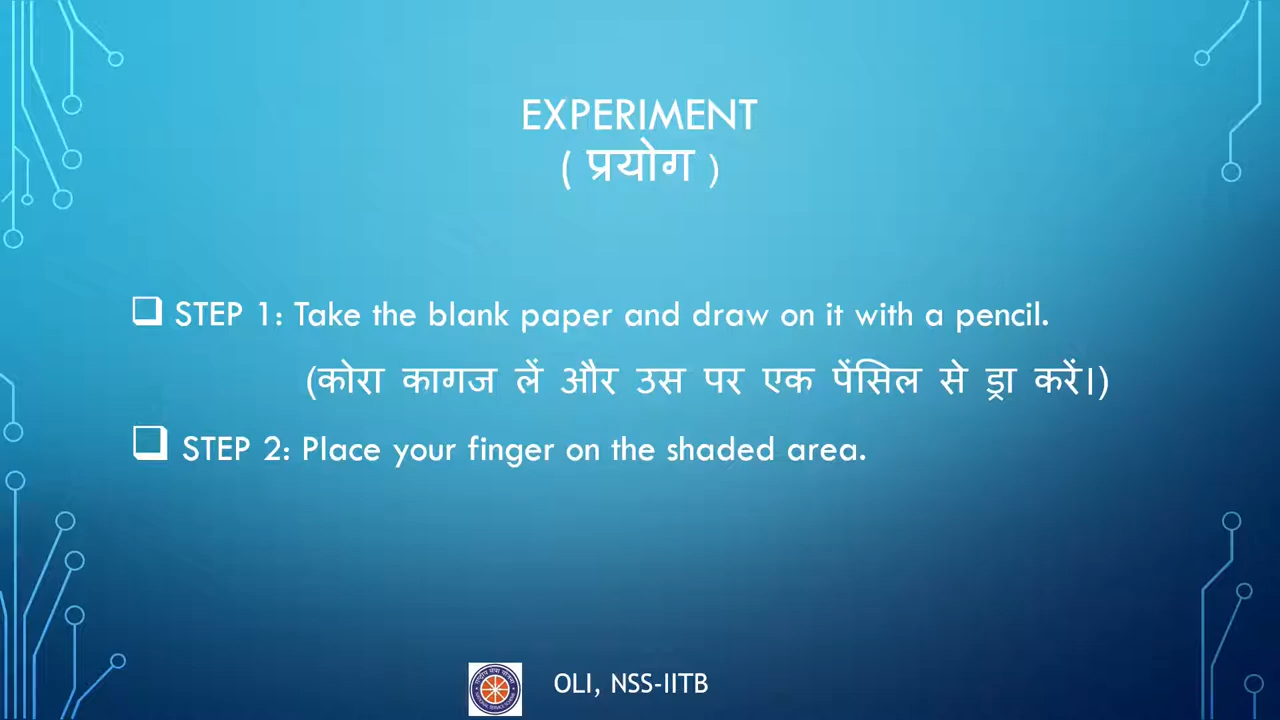 EXPERIMENT
( प्रयोग )
STEP 1: Take the blank paper and draw on it with a pencil.
(कोरा कागज लें और उस पर एक पेंसिल से ड्रा करें।)
STEP 2: Place your finger on the shaded area.
OLI, NSS-IITB